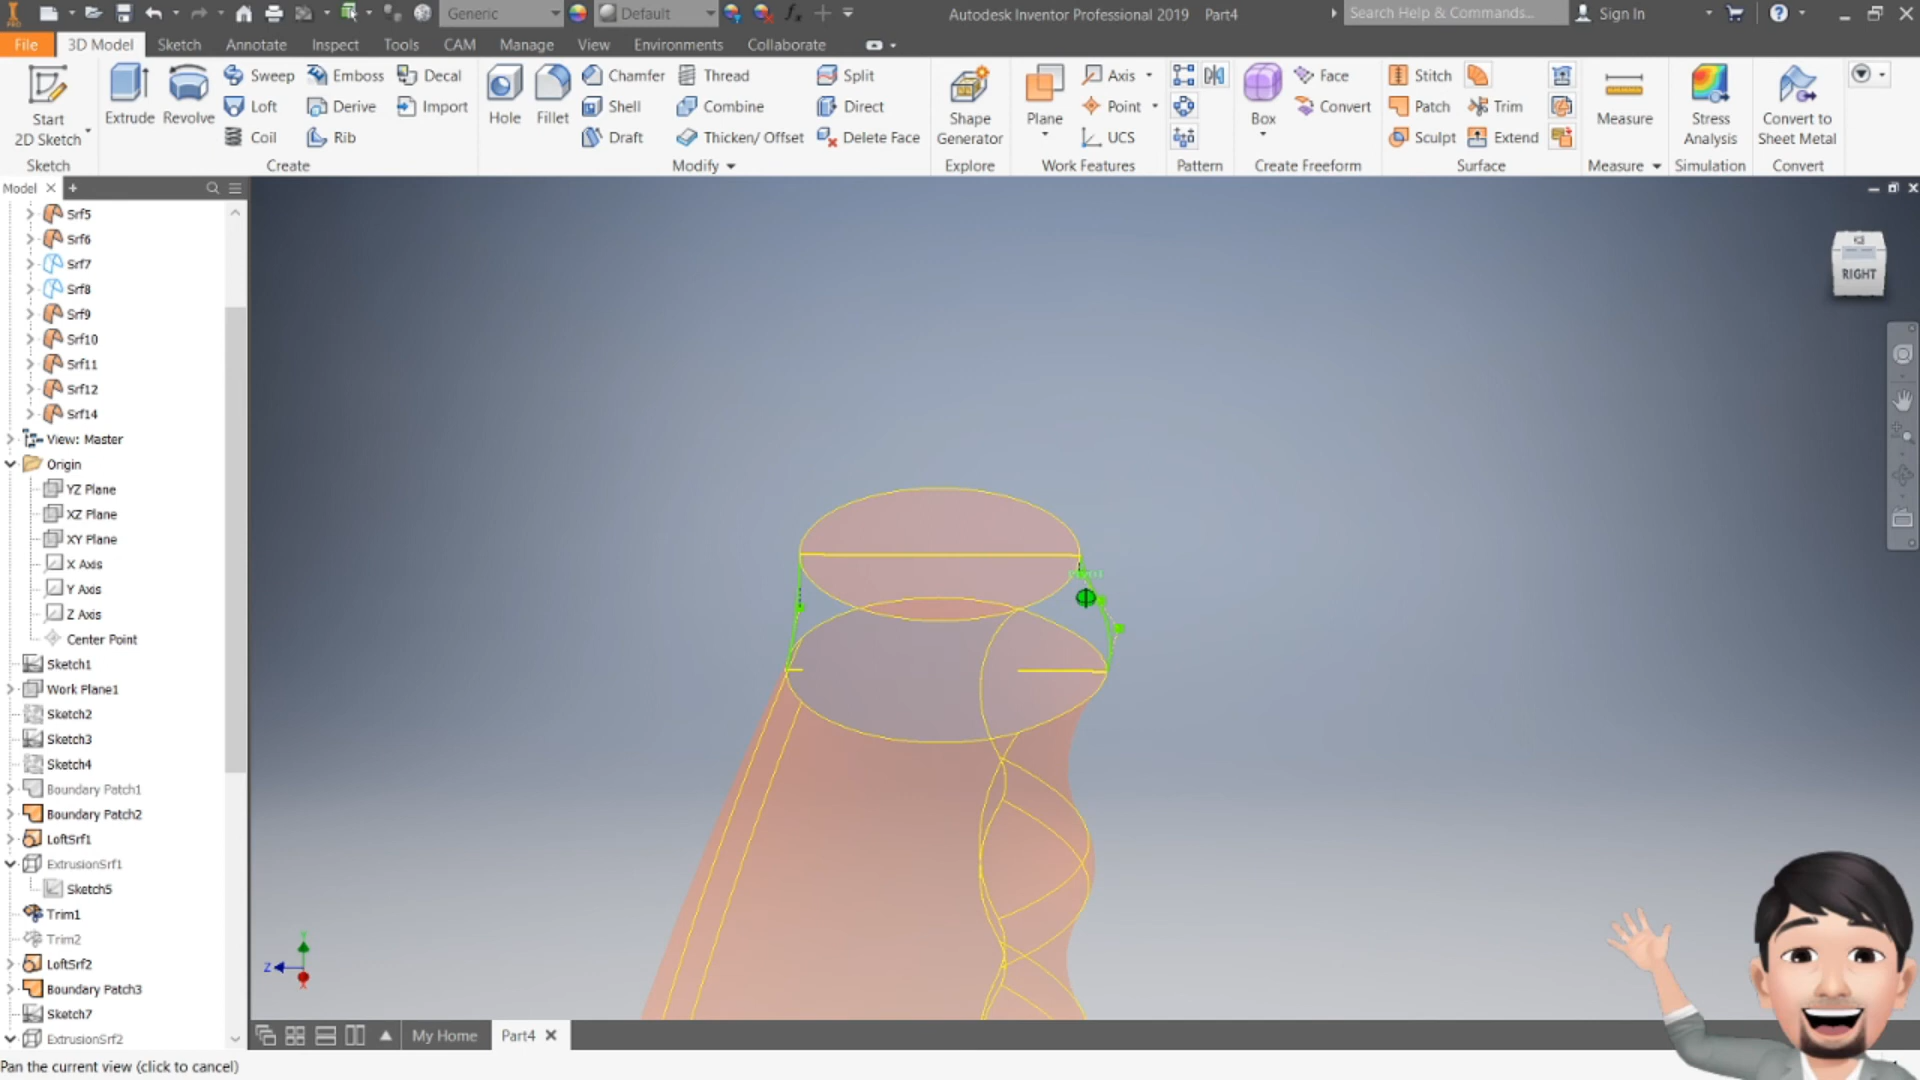 Generic
Default
Autodesk Inventor Professional 2019 Part4
Search Help & Commands...
Sign In
File 3D Model Sketch Annotate Inspect Tools CAM Manage View Environments Collaborate
Start
2D Sketch
Sketch
Extrude
Revolve
Sweep
Loft
Coil
Emboss
Derive
Rib
Decal
Import
Create
Hole
Fillet
Chamfer
Shell
Draft
Thread
Combine
Thicken/ Offset
Split
Direct
Delete Face
Modify
Shape
Generator
Explore
Plane
Axis
Point
UCS
Work Features
Pattern
Box
Face
Convert
Create Freeform
Stitch
Patch
Sculpt
Trim
Extend
Surface
Measure
Measure
Stress
Analysis
Simulation
Convert to
Sheet Metal
Convert
Model
Srf5
Srf6
Srf7
Srf8
Srf9
Srf10
Srf11
Srf12
Srf14
View: Master
Origin
YZ Plane
XZ Plane
XY Plane
X Axis
Y Axis
Z Axis
Center Point
Sketch1
Work Plane1
Sketch2
Sketch3
Sketch4
Boundary Patch1
Boundary Patch2
LoftSrf1
ExtrusionSrf1
Sketch5
Trim1
Trim2
LoftSrf2
Boundary Patch3
Sketch7
ExtrusionSrf2
RIGHT
Z
My Home
Part4
Pan the current view (click to cancel)